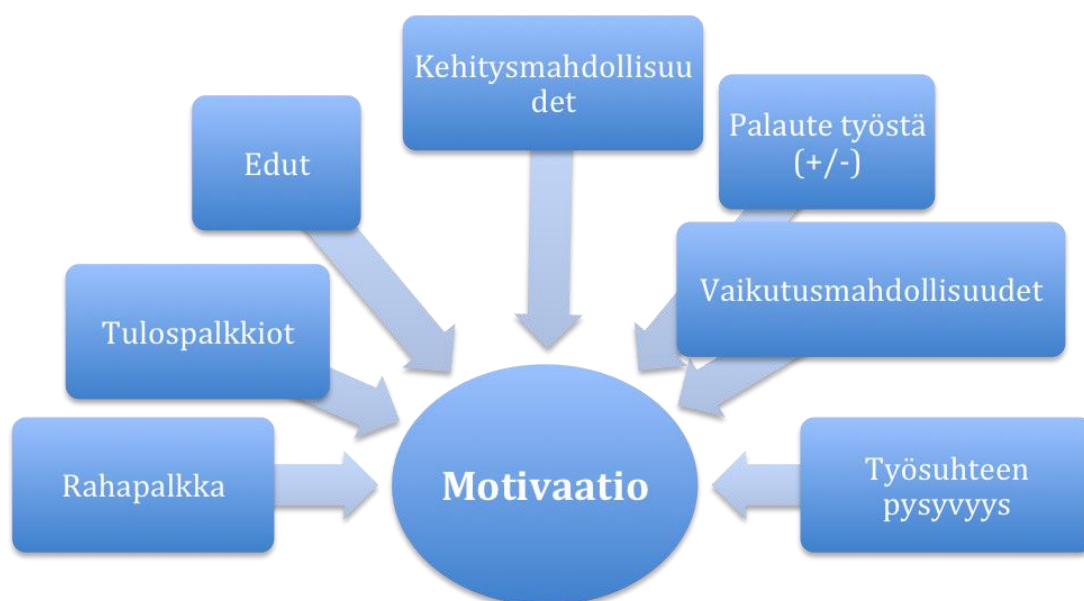 Kehitysmahdollisuu
det
Palaute työstä
(+/-)
Edut
Vaikutusmahdollisuudet
Tulospalkkiot
Rahapalkka
Motivaatio
Työsuhteen
pysyvyys